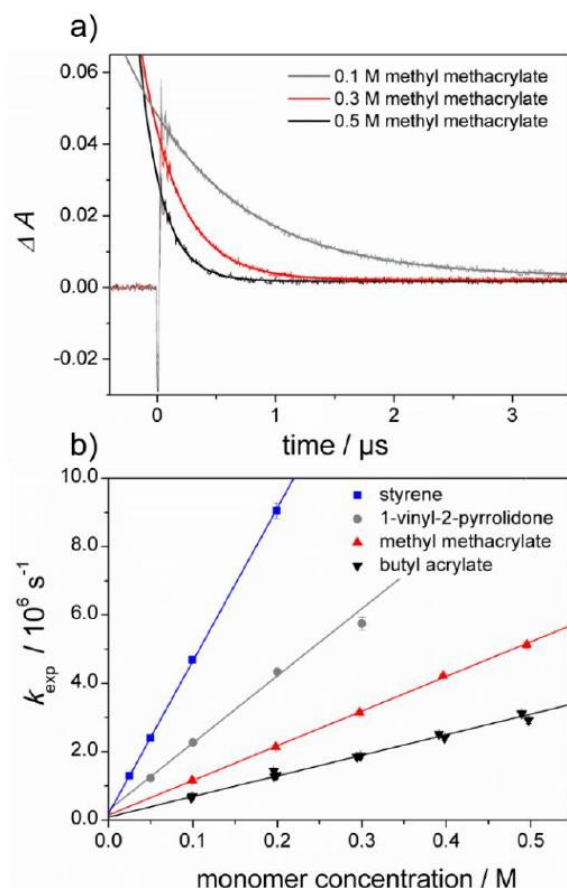 a)
0.06
0.04
0.02
0.00
-0.02
ΔA
0.1 M methyl methacrylate
0.3 M methyl methacrylate
0.5 M methyl methacrylate
0 1 2 3
time / µs
b)
10.0
8.0
6.0
4.0
2.0
0.0
k_exp / 10⁶ s⁻¹
styrene
1-vinyl-2-pyrrolidone
methyl methacrylate
butyl acrylate
0.0 0.1 0.2 0.3 0.4 0.5
monomer concentration / M